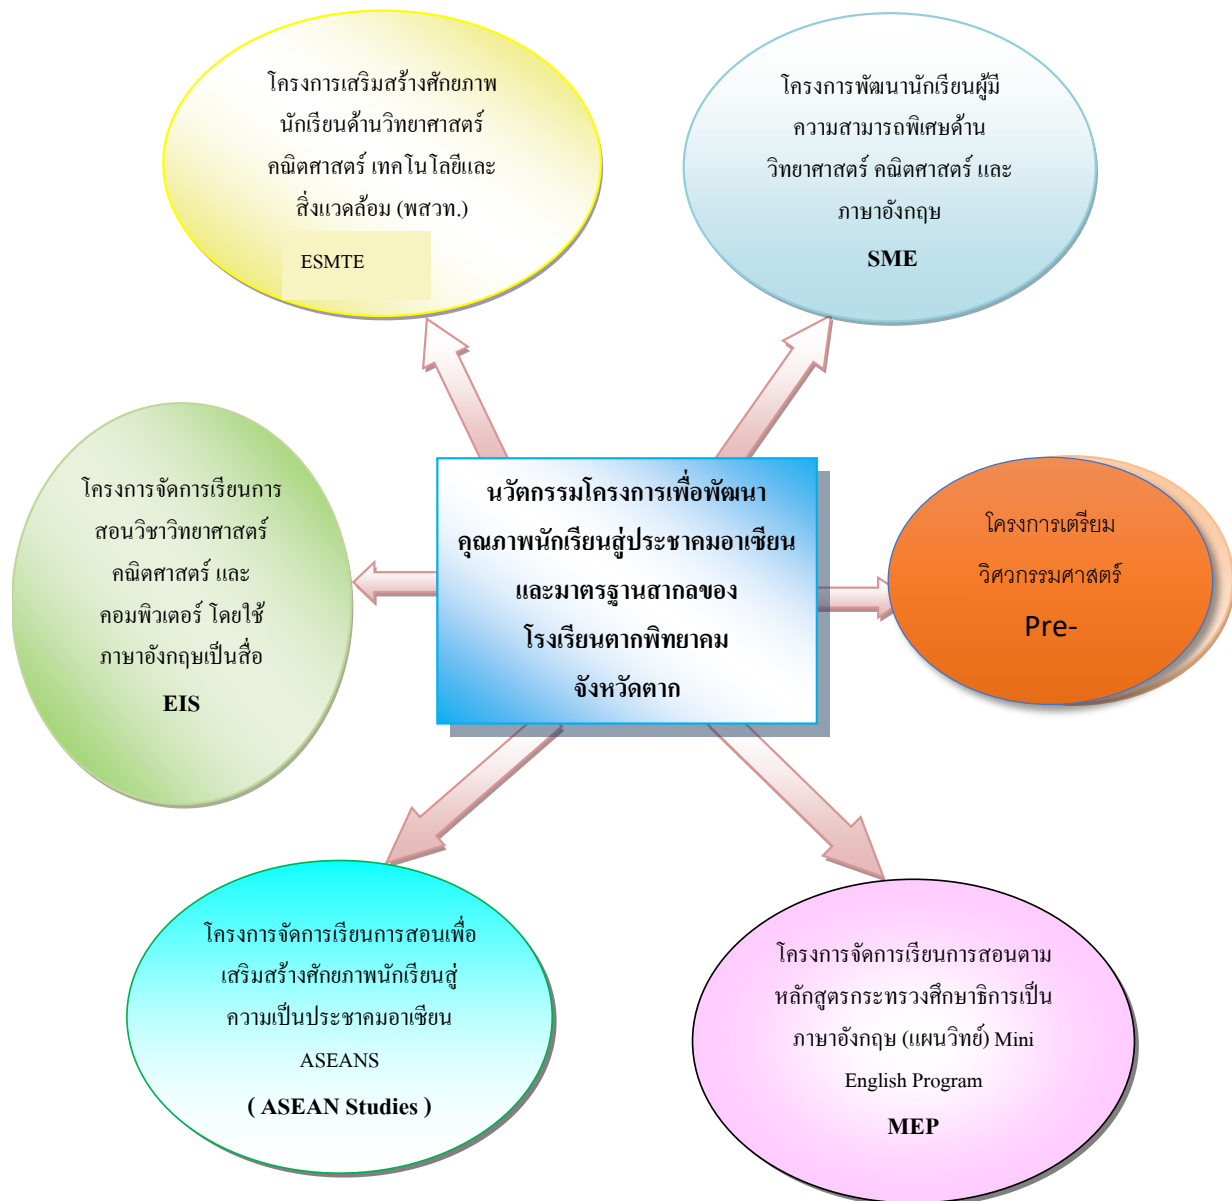 โครงการเสริมสร้างศักยภาพ
นักเรียนด้านวิทยาศาสตร์
คณิตศาสตร์ เทคโนโลยีและ
สิ่งแวดล้อม (พสวท.)
ESMTE
โครงการพัฒนานักเรียนผู้มี
ความสามารถพิเศษด้าน
วิทยาศาสตร์ คณิตศาสตร์ และ
ภาษาอังกฤษ
SME
โครงการจัดการเรียนการ
สอนวิชาวิทยาศาสตร์
คณิตศาสตร์ และ
คอมพิวเตอร์ โดยใช้
ภาษาอังกฤษเป็นสื่อ
EIS
นวัตกรรมโครงการเพื่อพัฒนา
คุณภาพนักเรียนสู่ประชาคมอาเซียน
และมาตรฐานสากลของ
โรงเรียนตากพิทยาคม
จังหวัดตาก
โครงการเตรียม
วิศวกรรมศาสตร์
Pre-
โครงการจัดการเรียนการสอนเพื่อ
เสริมสร้างศักยภาพนักเรียนสู่
ความเป็นประชาคมอาเซียน
ASEANS
( ASEAN Studies )
โครงการจัดการเรียนการสอนตาม
หลักสูตรกระทรวงศึกษาธิการเป็น
ภาษาอังกฤษ (แผนวิทย์) Mini
English Program
MEP